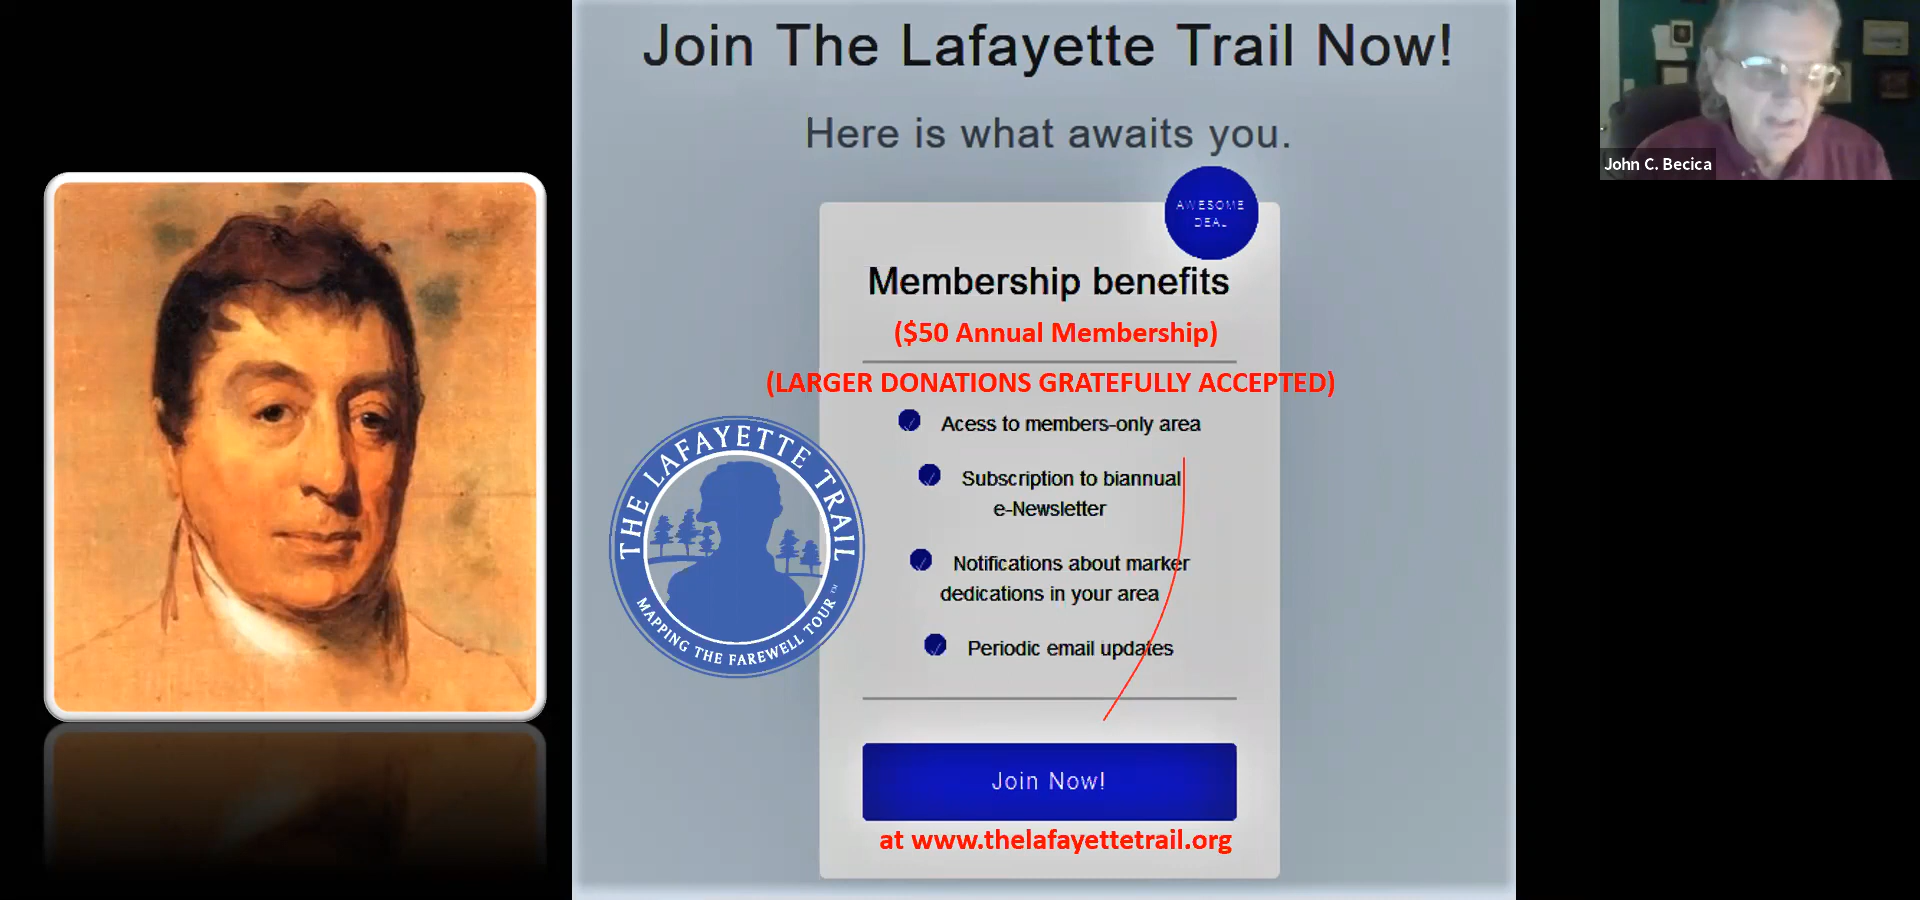 Join The Lafayette Trail Now!
Here is what awaits you.
AWESOME
DEAL
Membership benefits
($50 Annual Membership)
(LARGER DONATIONS GRATEFULLY ACCEPTED)
Acess to members-only area
Subscription to biannual
e-Newsletter
Notifications about marker
dedications in your area
Periodic email updates
THE LAFAYETTE TRAIL
MAPPING THE FAREWELL TOUR™
Join Now!
at www.thelafayettetrail.org
John C. Becica